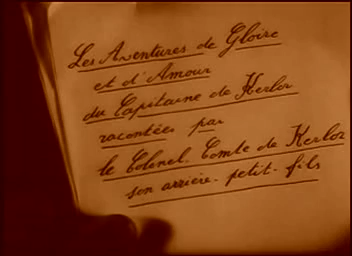 Les Aventures de Gloire
et d'Amour
du Capitaine de Kerlor
racontées par
le Colonel. Comte de Kerlor
son arrière-petit-fils